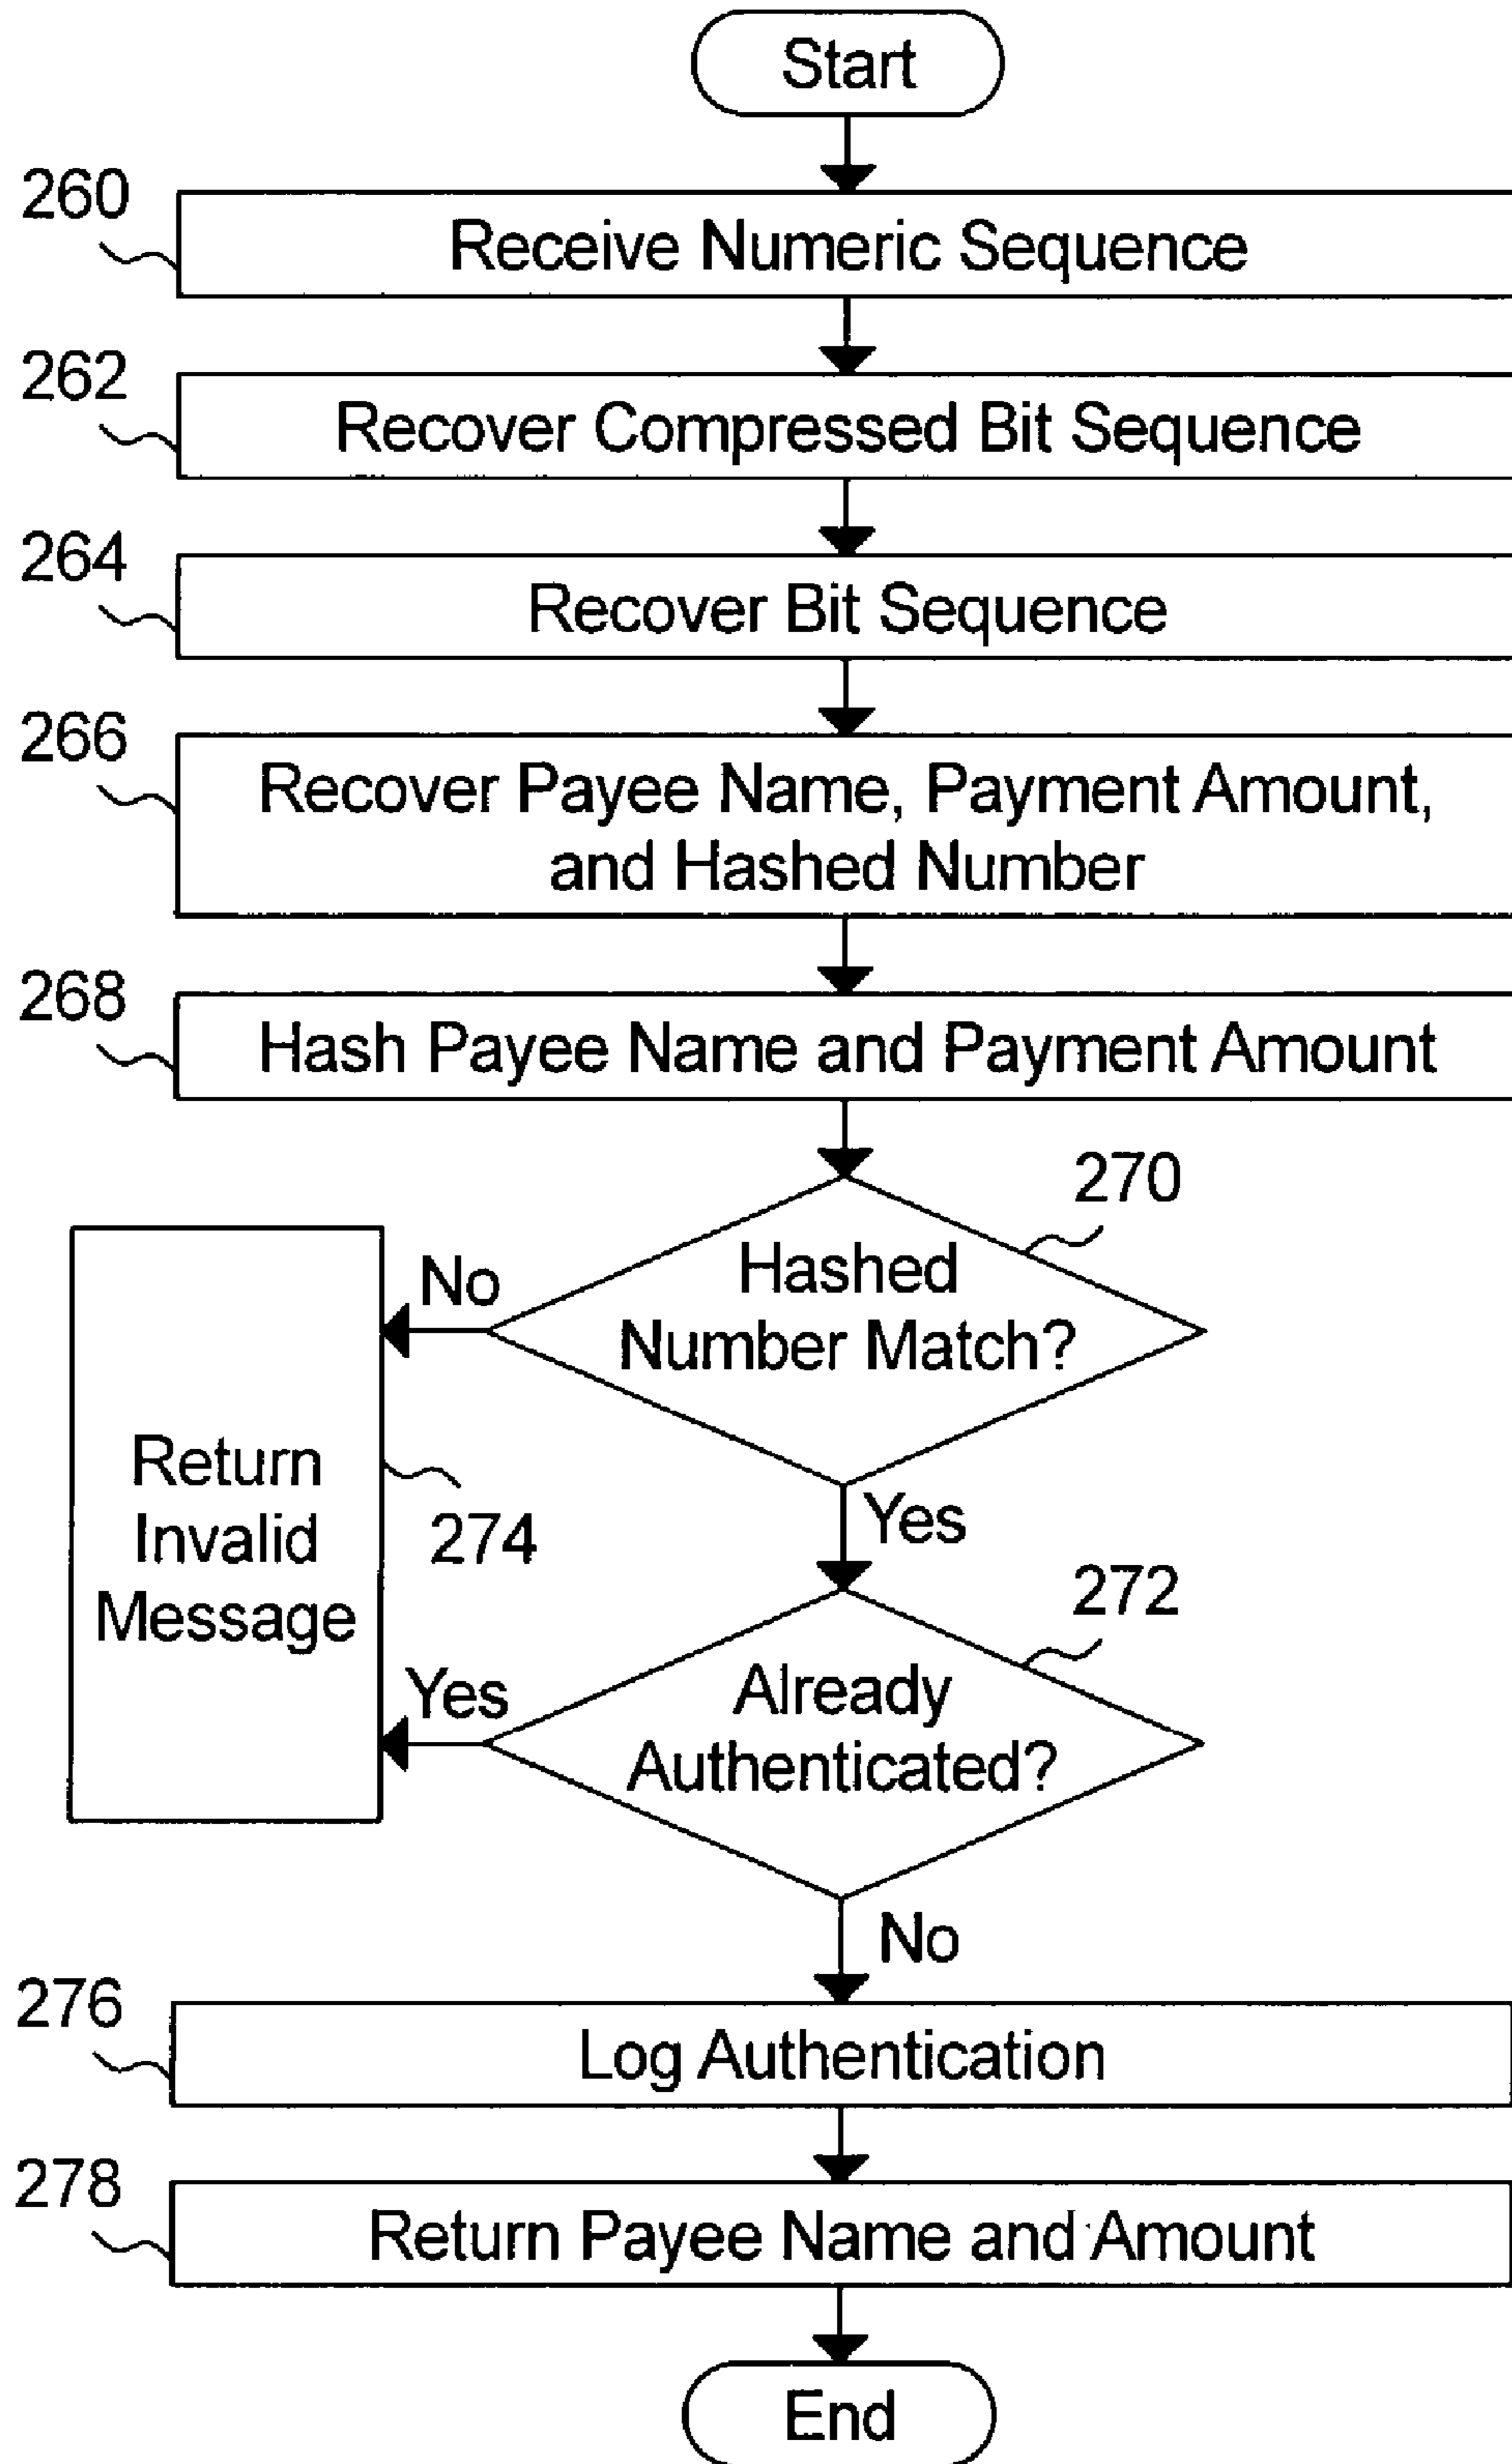 Start
260
Receive Numeric Sequence
262
Recover Compressed Bit Sequence
264
Recover Bit Sequence
266
Recover Payee Name, Payment Amount,
and Hashed Number
268
Hash Payee Name and Payment Amount
270
Hashed
Number Match?
No
Yes
Return
Invalid
Message
274
272
Already
Authenticated?
Yes
No
276
Log Authentication
278
Return Payee Name and Amount
End